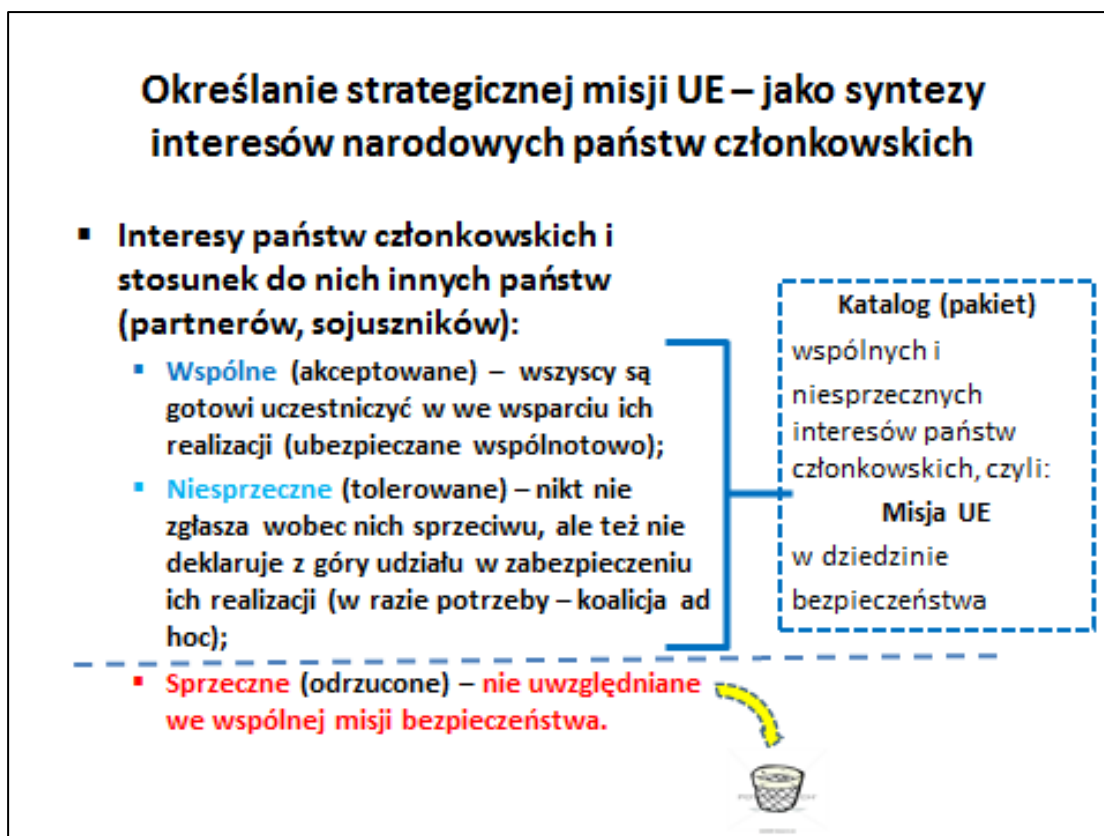 Określanie strategicznej misji UE – jako syntezy
interesów narodowych państw członkowskich
▪ Interesy państw członkowskich i
stosunek do nich innych państw
(partnerów, sojuszników):
▪ Wspólne (akceptowane) – wszyscy są
gotowi uczestniczyć w we wsparciu ich
realizacji (ubezpieczane wspólnotowo);
▪ Niesprzeczne (tolerowane) – nikt nie
zgłasza wobec nich sprzeciwu, ale też nie
deklaruje z góry udziału w zabezpieczeniu
ich realizacji (w razie potrzeby – koalicja ad
hoc);
▪ Sprzeczne (odrzucone) – nie uwzględniane
we wspólnej misji bezpieczeństwa.
Katalog (pakiet)
wspólnych i
niesprzecznych
interesów państw
członkowskich, czyli:
Misja UE
w dziedzinie
bezpieczeństwa